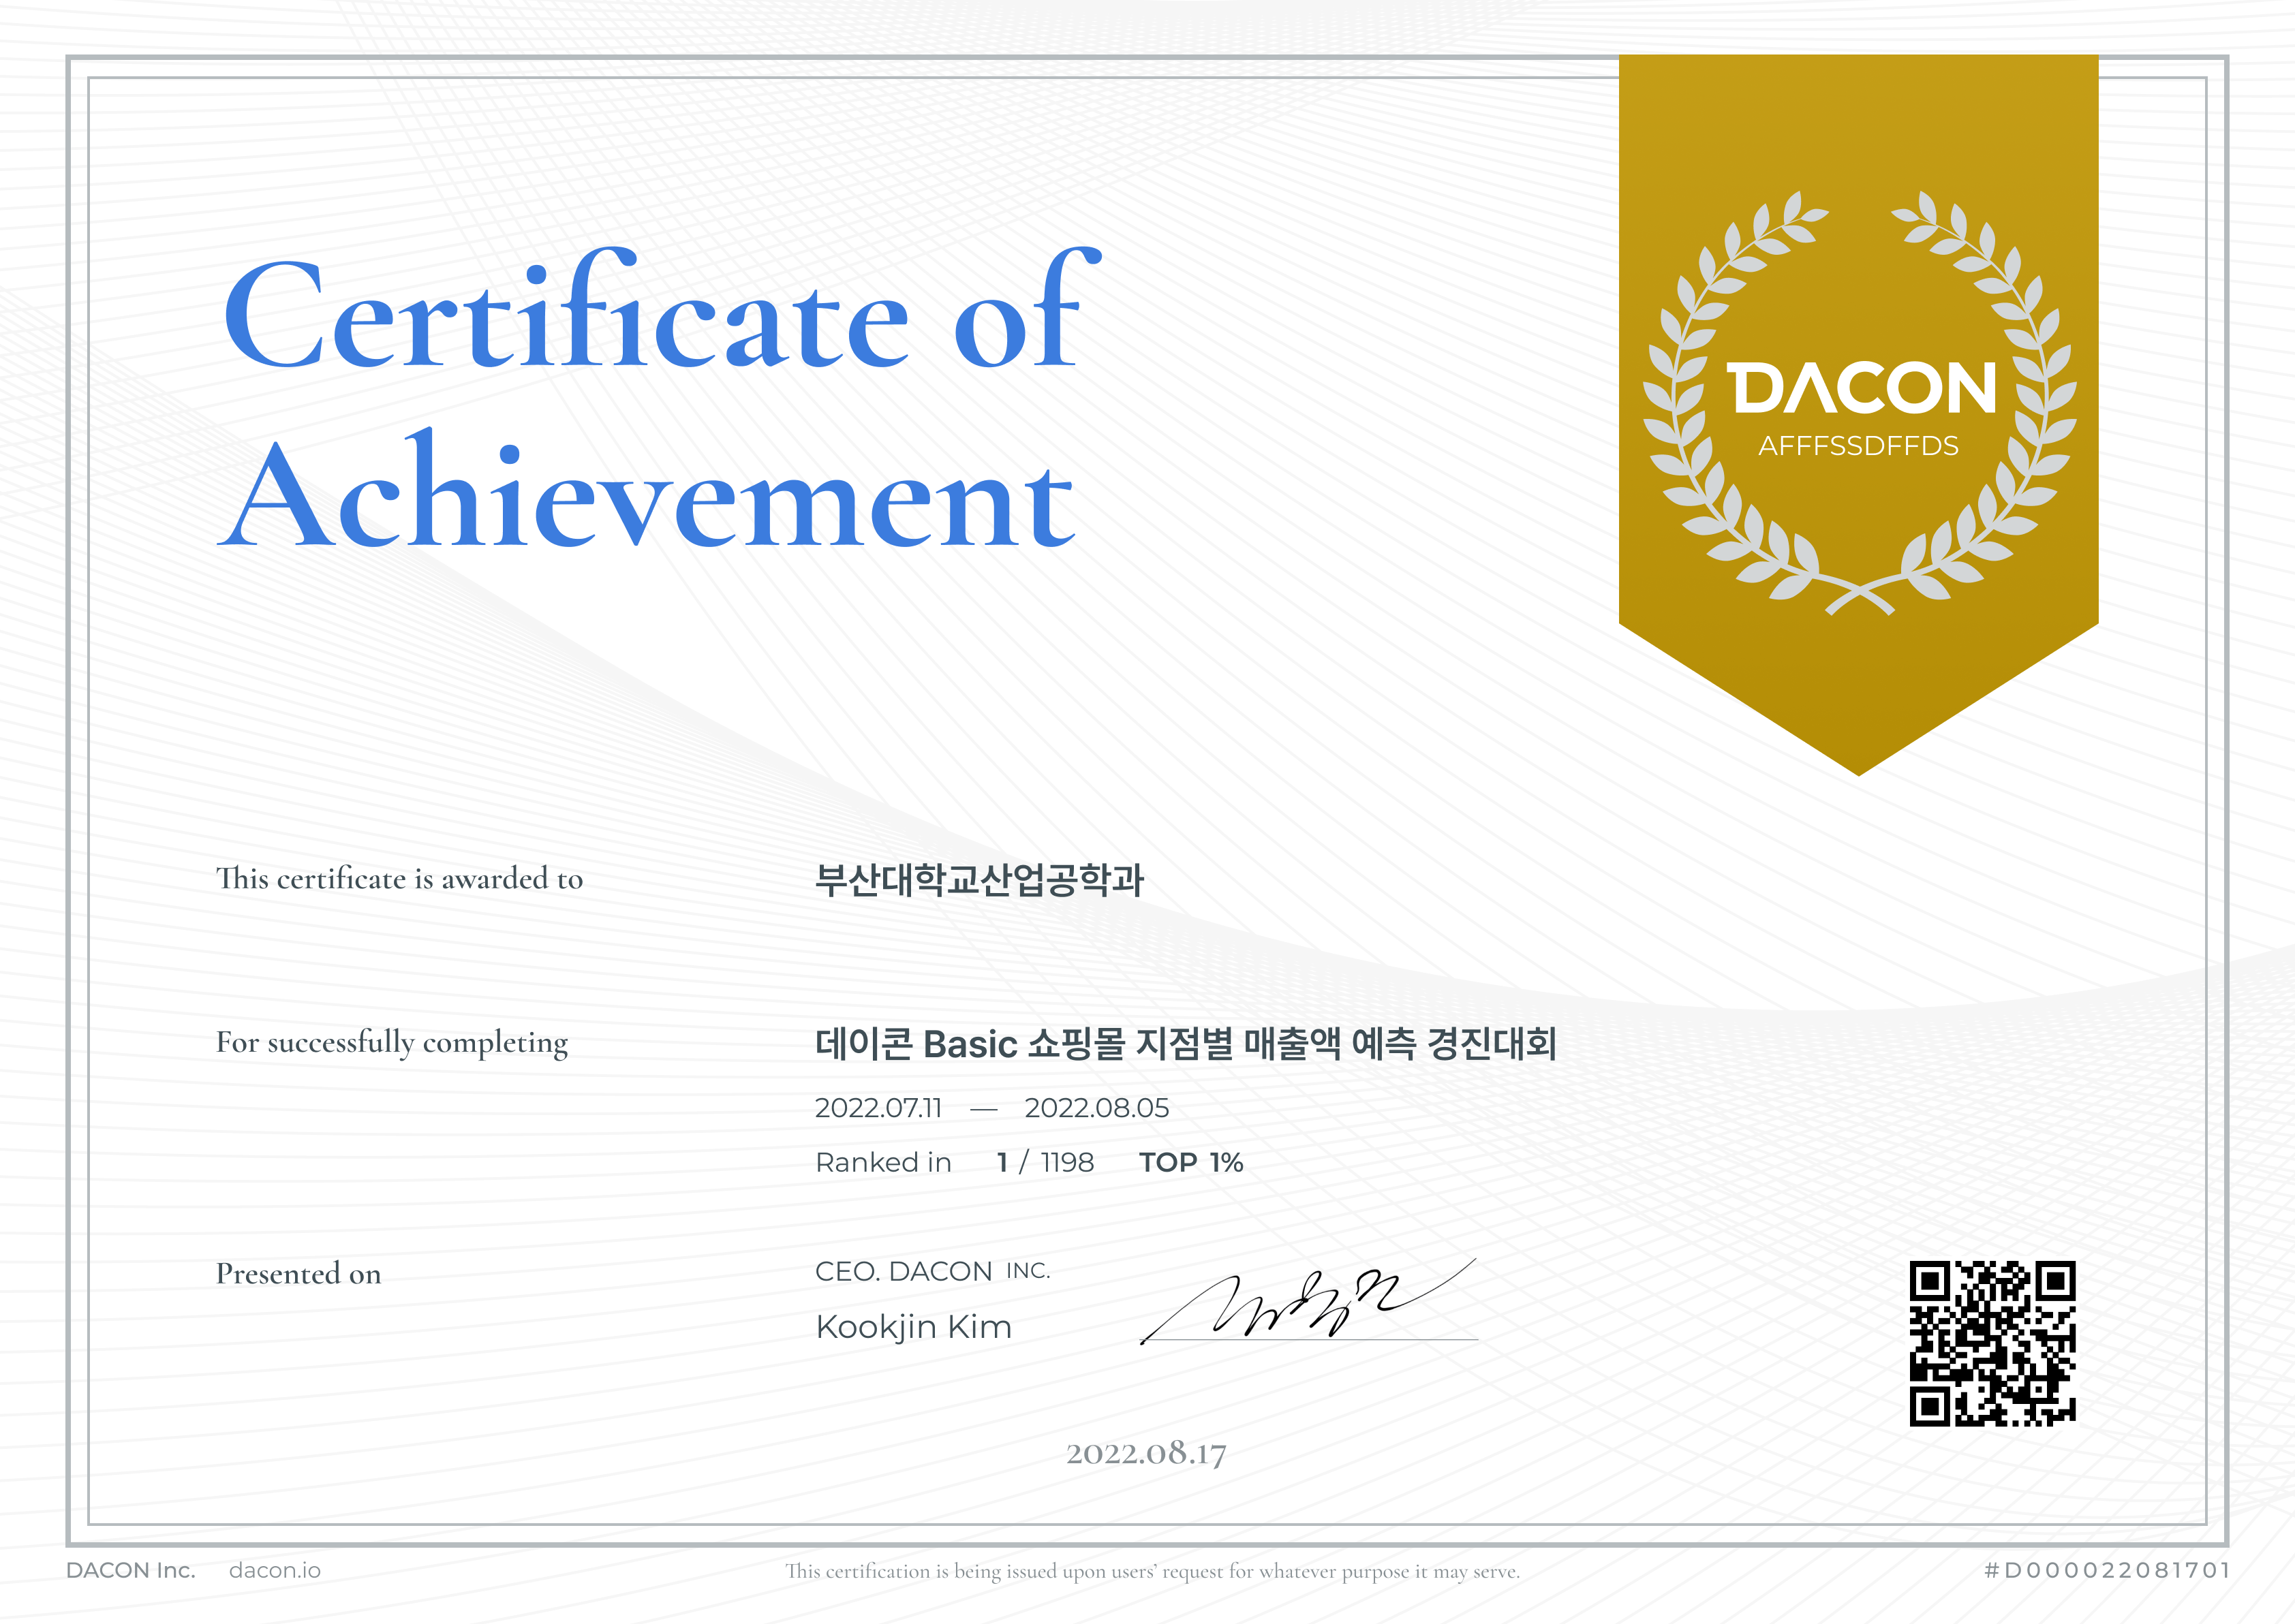 Certificate of
Achievement
DACON
AFFFSSDFFDS
This certificate is awarded to
부산대학교산업공학과
For successfully completing
데이콘 Basic 쇼핑몰 지점별 매출액 예측 경진대회
2022.07.11 — 2022.08.05
Ranked in 1 / 1198 TOP 1%
Presented on
CEO. DACON INC.
Kookjin Kim
2022.08.17
DACON Inc. dacon.io
This certification is being issued upon users’ request for whatever purpose it may serve.
#D000022081701